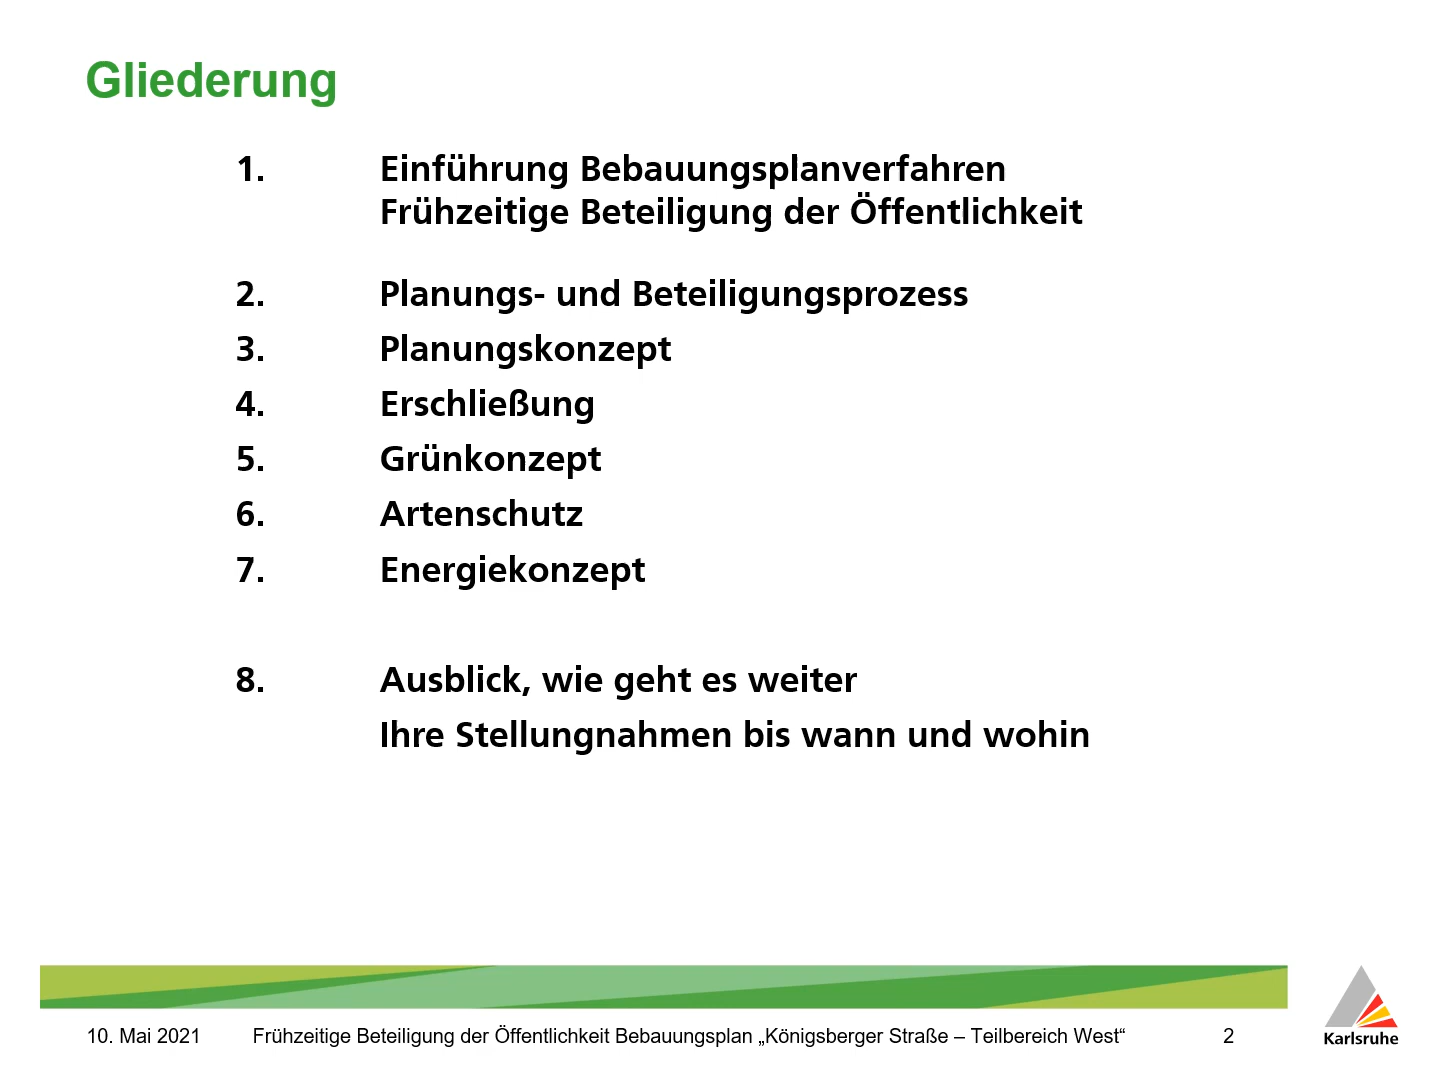 Gliederung
1. Einführung Bebauungsplanverfahren
Frühzeitige Beteiligung der Öffentlichkeit
2. Planungs- und Beteiligungsprozess
3. Planungskonzept
4. Erschließung
5. Grünkonzept
6. Artenschutz
7. Energiekonzept
8. Ausblick, wie geht es weiter
Ihre Stellungnahmen bis wann und wohin
10. Mai 2021 Frühzeitige Beteiligung der Öffentlichkeit Bebauungsplan „Königsberger Straße – Teilbereich West“ 2
Karlsruhe